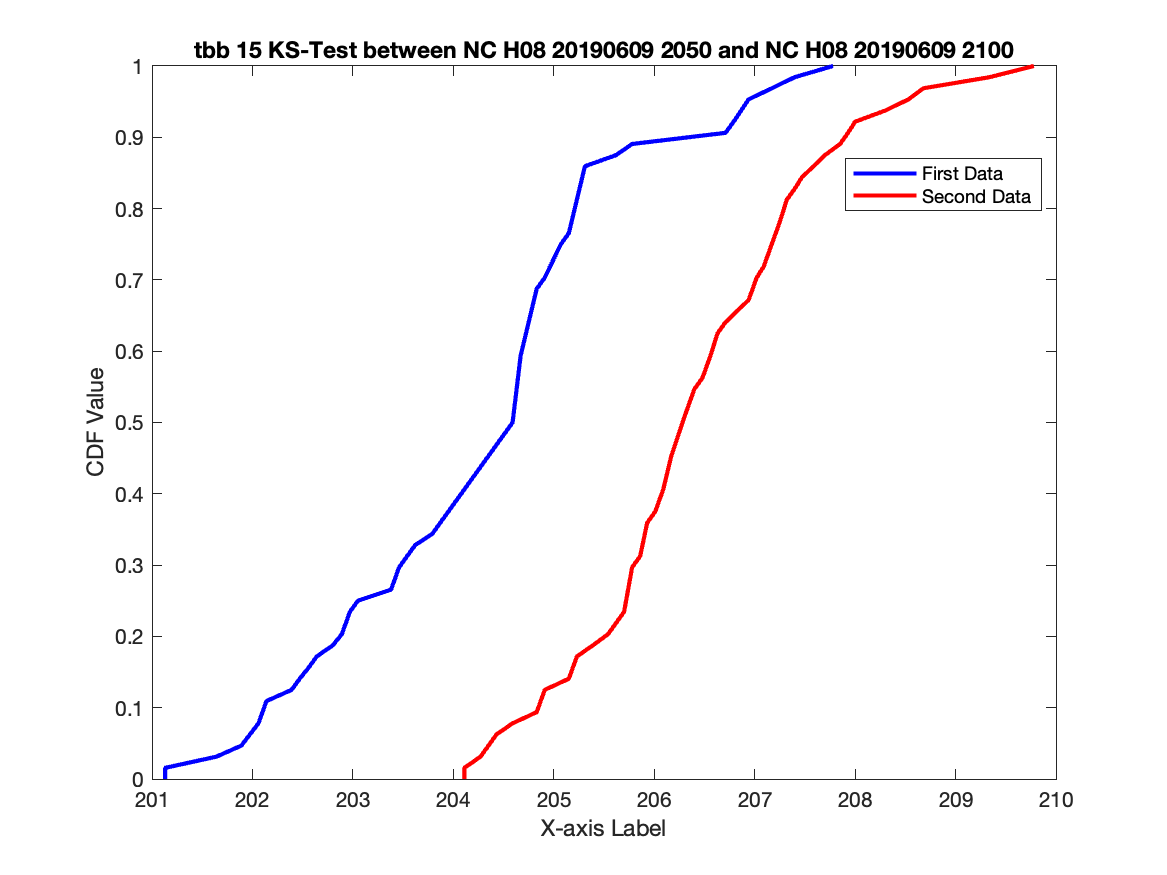 tbb 15 KS-Test between NC H08 20190609 2050 and NC H08 20190609 2100
1
0.9
0.8
0.7
0.6
0.5
0.4
0.3
0.2
0.1
0
CDF Value
First Data
Second Data
201 202 203 204 205 206 207 208 209 210
X-axis Label